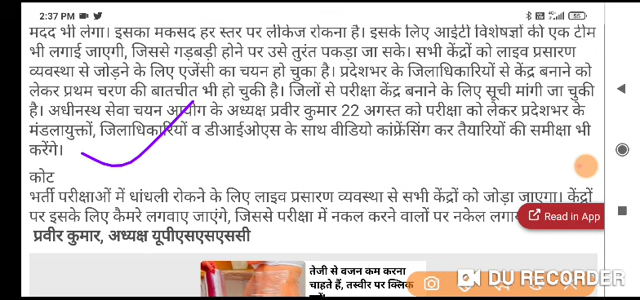 2:37 PM
मदद भी लेगा। इसका मकसद हर स्तर पर लीकेज रोकना है। इसके लिए आईटी विशेषज्ञों की एक टीम
भी लगाई जाएगी, जिससे गड़बड़ी होने पर उसे तुरंत पकड़ा जा सके। सभी केंद्रों को लाइव प्रसारण
व्यवस्था से जोड़ने के लिए एजेंसी का चयन हो चुका है। प्रदेशभर के जिलाधिकारियों से केंद्र बनाने को
लेकर प्रथम चरण की बातचीत भी हो चुकी है। जिलों से परीक्षा केंद्र बनाने के लिए सूची मांगी जा चुकी
है। अधीनस्थ सेवा चयन आयोग के अध्यक्ष प्रवीर कुमार 22 अगस्त को परीक्षा को लेकर प्रदेशभर के
मंडलायुक्तों, जिलाधिकारियों व डीआईओएस के साथ वीडियो कांफ्रेंसिंग कर तैयारियों की समीक्षा भी
करेंगे।
कोट
भर्ती परीक्षाओं में धांधली रोकने के लिए लाइव प्रसारण व्यवस्था से सभी केंद्रों को जोड़ा जाएगा। केंद्रों
पर इसके लिए कैमरे लगवाए जाएंगे, जिससे परीक्षा में नकल करने वालों पर नकेल
Read in App
प्रवीर कुमार, अध्यक्ष यूपीएसएसएससी
तेजी से वजन कम करना
चाहते हैं, तस्वीर पर क्लिक
DU RECORDER